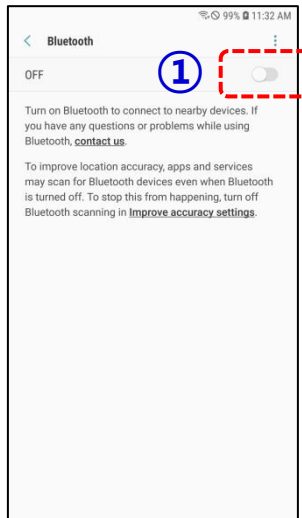 99% 11:32 AM
Bluetooth
OFF
①
Turn on Bluetooth to connect to nearby devices. If
you have any questions or problems while using
Bluetooth, contact us.
To improve location accuracy, apps and services
may scan for Bluetooth devices even when Bluetooth
is turned off. To stop this from happening, turn off
Bluetooth scanning in Improve accuracy settings.